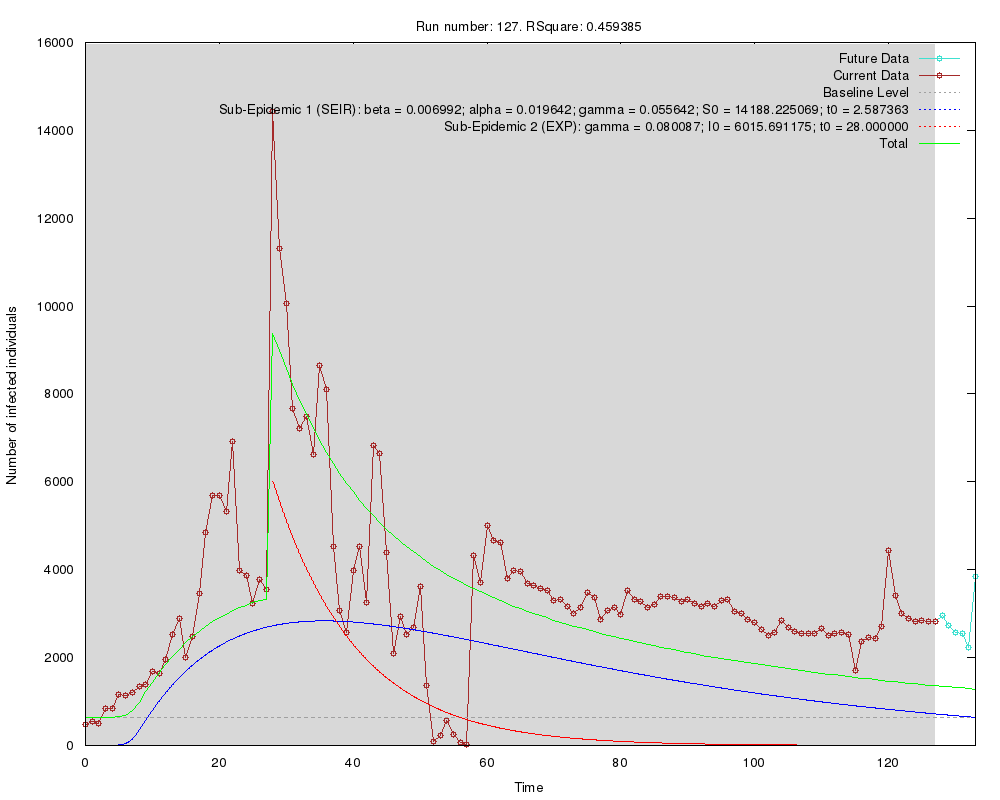 Run number: 127. RSquare: 0.459385
16000
14000
12000
10000
8000
6000
4000
2000
0
Number of infected individuals
Future Data
Current Data
Baseline Level
Sub-Epidemic 1 (SEIR): beta = 0.006992; alpha = 0.019642; gamma = 0.055642; S0 = 14188.225069; t0 = 2.587363
Sub-Epidemic 2 (EXP): gamma = 0.080087; I0 = 6015.691175; t0 = 28.000000
Total
0 20 40 60 80 100 120
Time